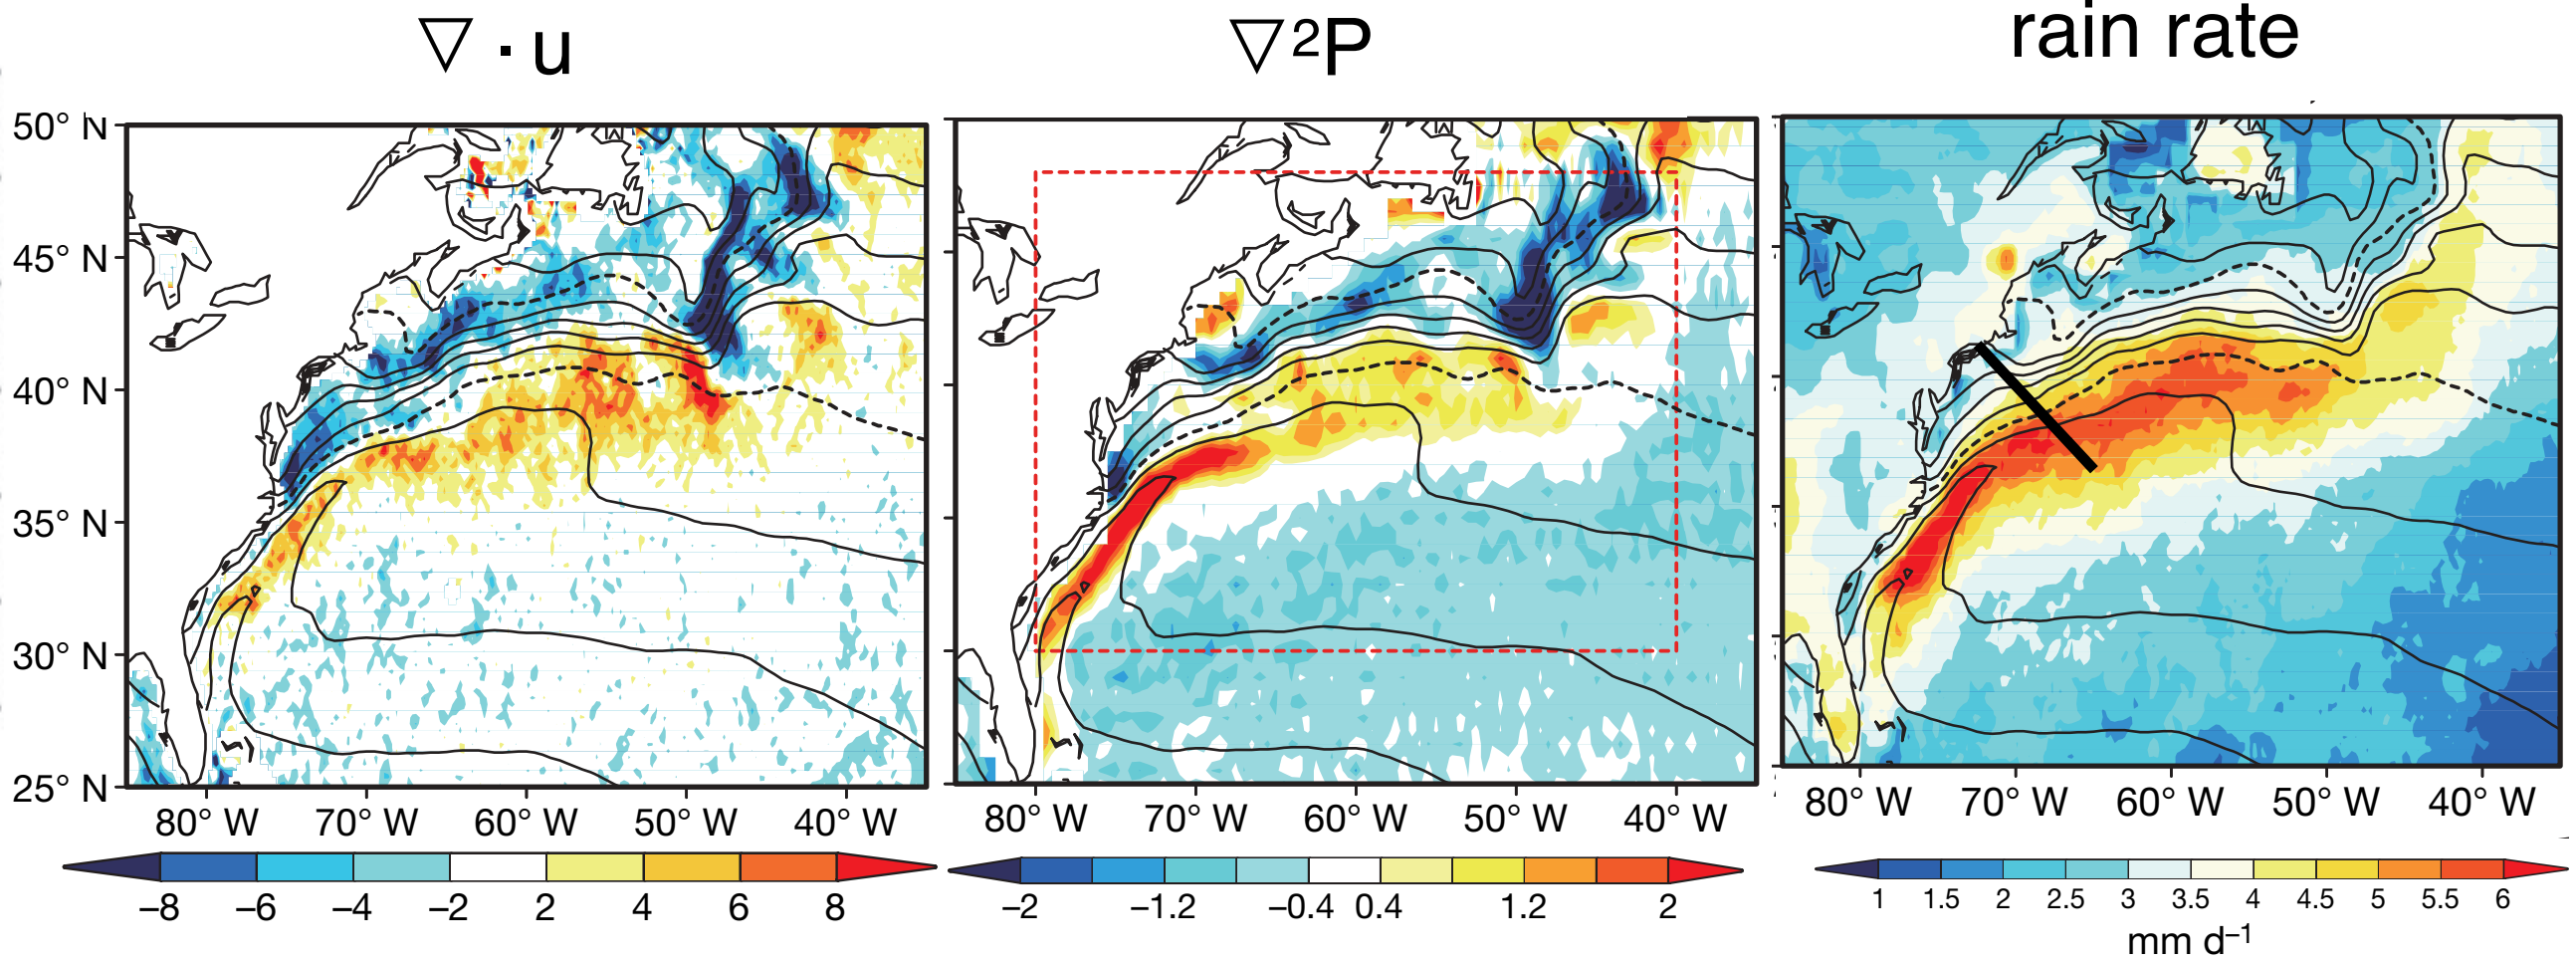 ▽ · u
▽²P
rain rate
50° N
45° N
40° N
35° N
30° N
25° N
80° W 70° W 60° W 50° W 40° W
80° W 70° W 60° W 50° W 40° W
80° W 70° W 60° W 50° W 40° W
−8 −6 −4 −2 2 4 6 8
−2 −1.2 −0.4 0.4 1.2 2
1 1.5 2 2.5 3 3.5 4 4.5 5 5.5 6
mm d⁻¹